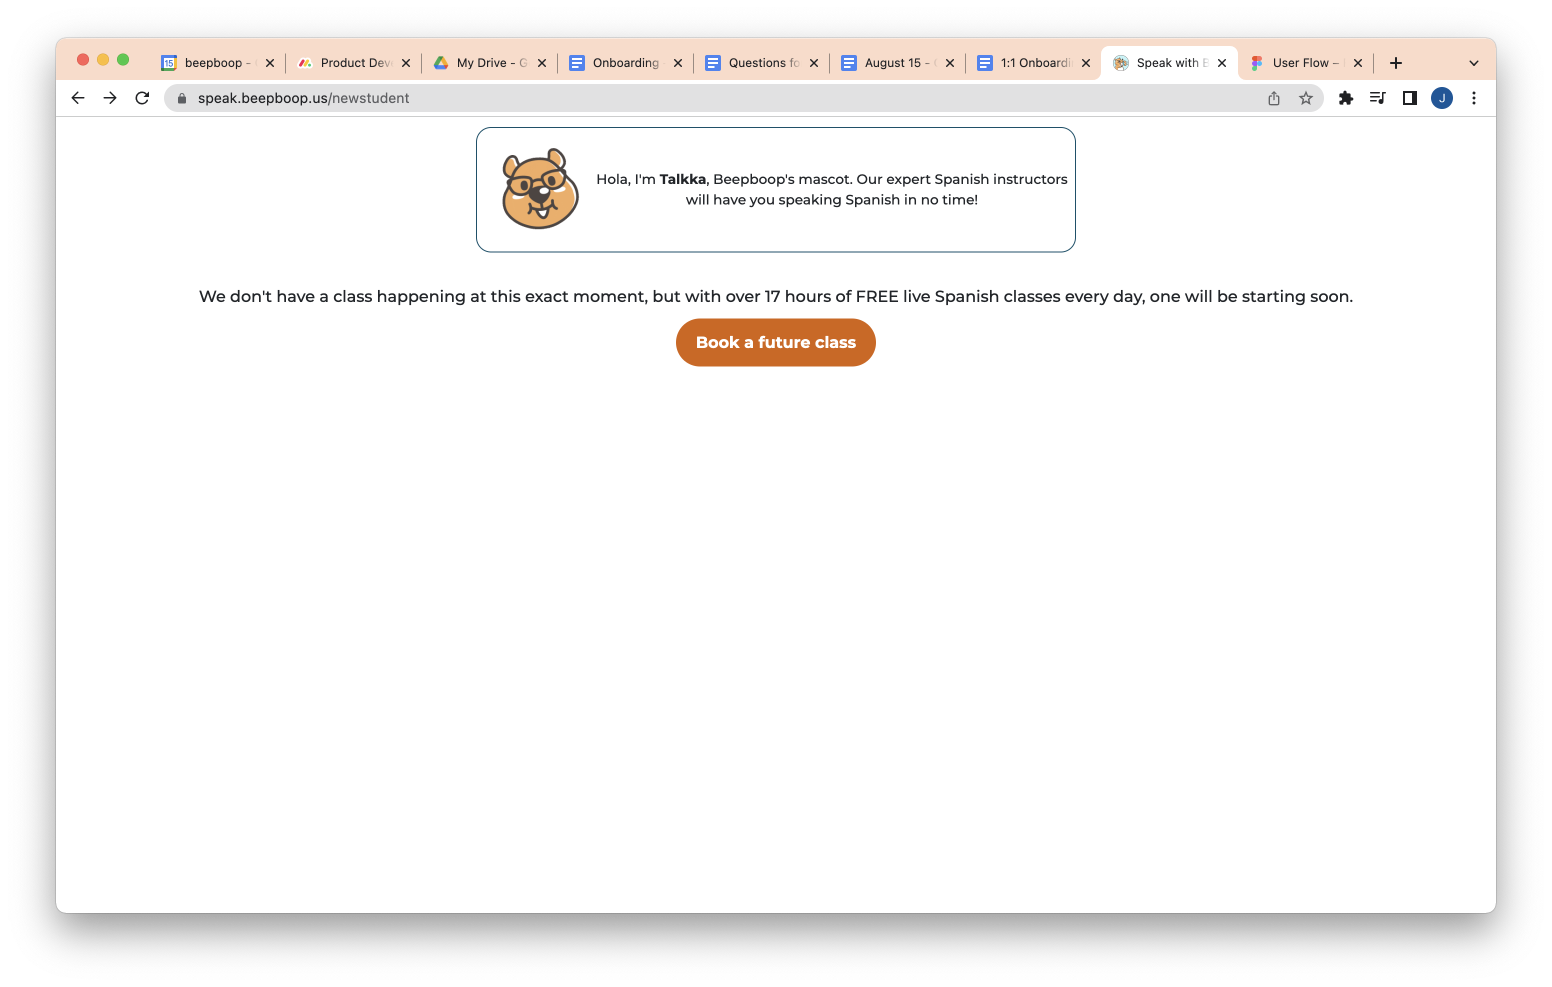 beepboop -
Product Dev
My Drive - G
Onboarding
Questions fo
August 15 -
1:1 Onboardi
Speak with B
User Flow –
speak.beepboop.us/newstudent
J
15
Hola, I'm Talkka, Beepboop's mascot. Our expert Spanish instructors
will have you speaking Spanish in no time!
We don't have a class happening at this exact moment, but with over 17 hours of FREE live Spanish classes every day, one will be starting soon.
Book a future class